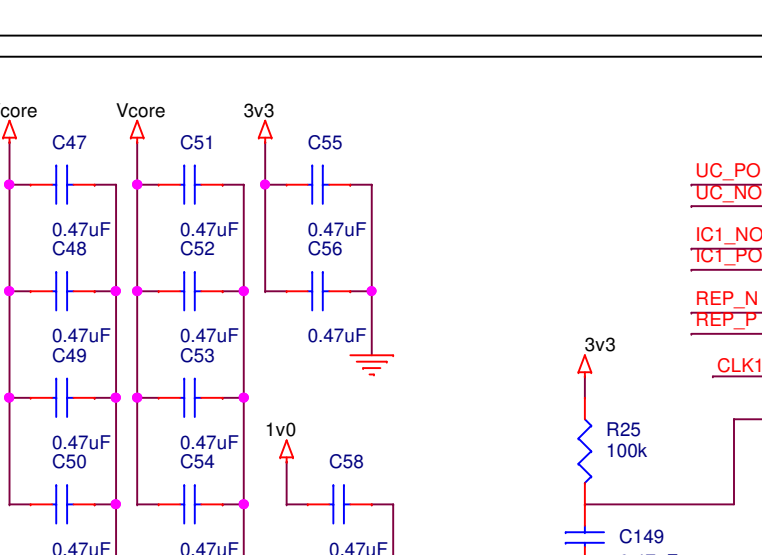 core Vcore 3v3
C47 C51 C55
0.47uF 0.47uF 0.47uF
C48 C52 C56
0.47uF 0.47uF 0.47uF
C49 C53
0.47uF 0.47uF
C50 C54
0.47uF 0.47uF
1v0
C58
0.47uF
3v3
R25
100k
C149
UC_PO
UC_NO
IC1_NO
IC1_PO
REP_N
REP_P
CLK1